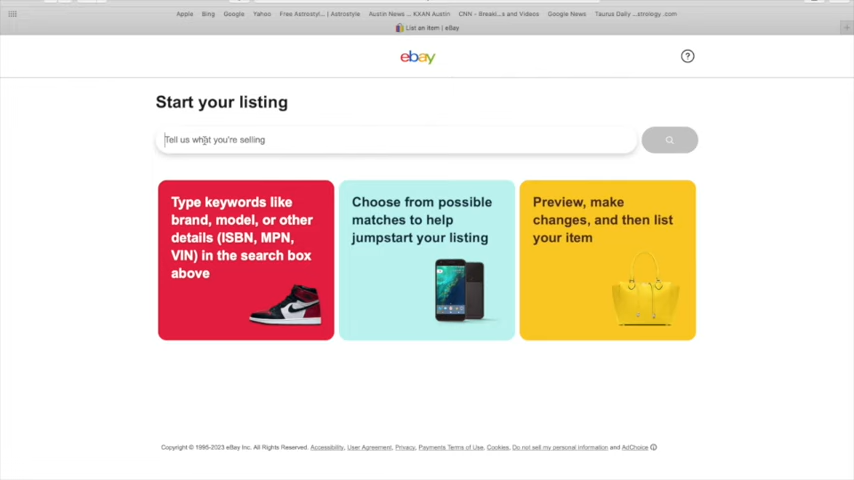 Apple Bing Google Yahoo Free Astrostyl... | Astrostyle Austin News ... KXAN Austin CNN - Breaki...s and Videos Google News Taurus Daily ...strology .com
List an Item | eBay
ebay
Start your listing
Tell us what you're selling
Type keywords like
brand, model, or other
details (ISBN, MPN,
VIN) in the search box
above
Choose from possible
matches to help
jumpstart your listing
Preview, make
changes, and then list
your item
Copyright © 1995-2023 eBay Inc. All Rights Reserved. Accessibility, User Agreement, Privacy, Payments Terms of Use, Cookies, Do not sell my personal information and AdChoice